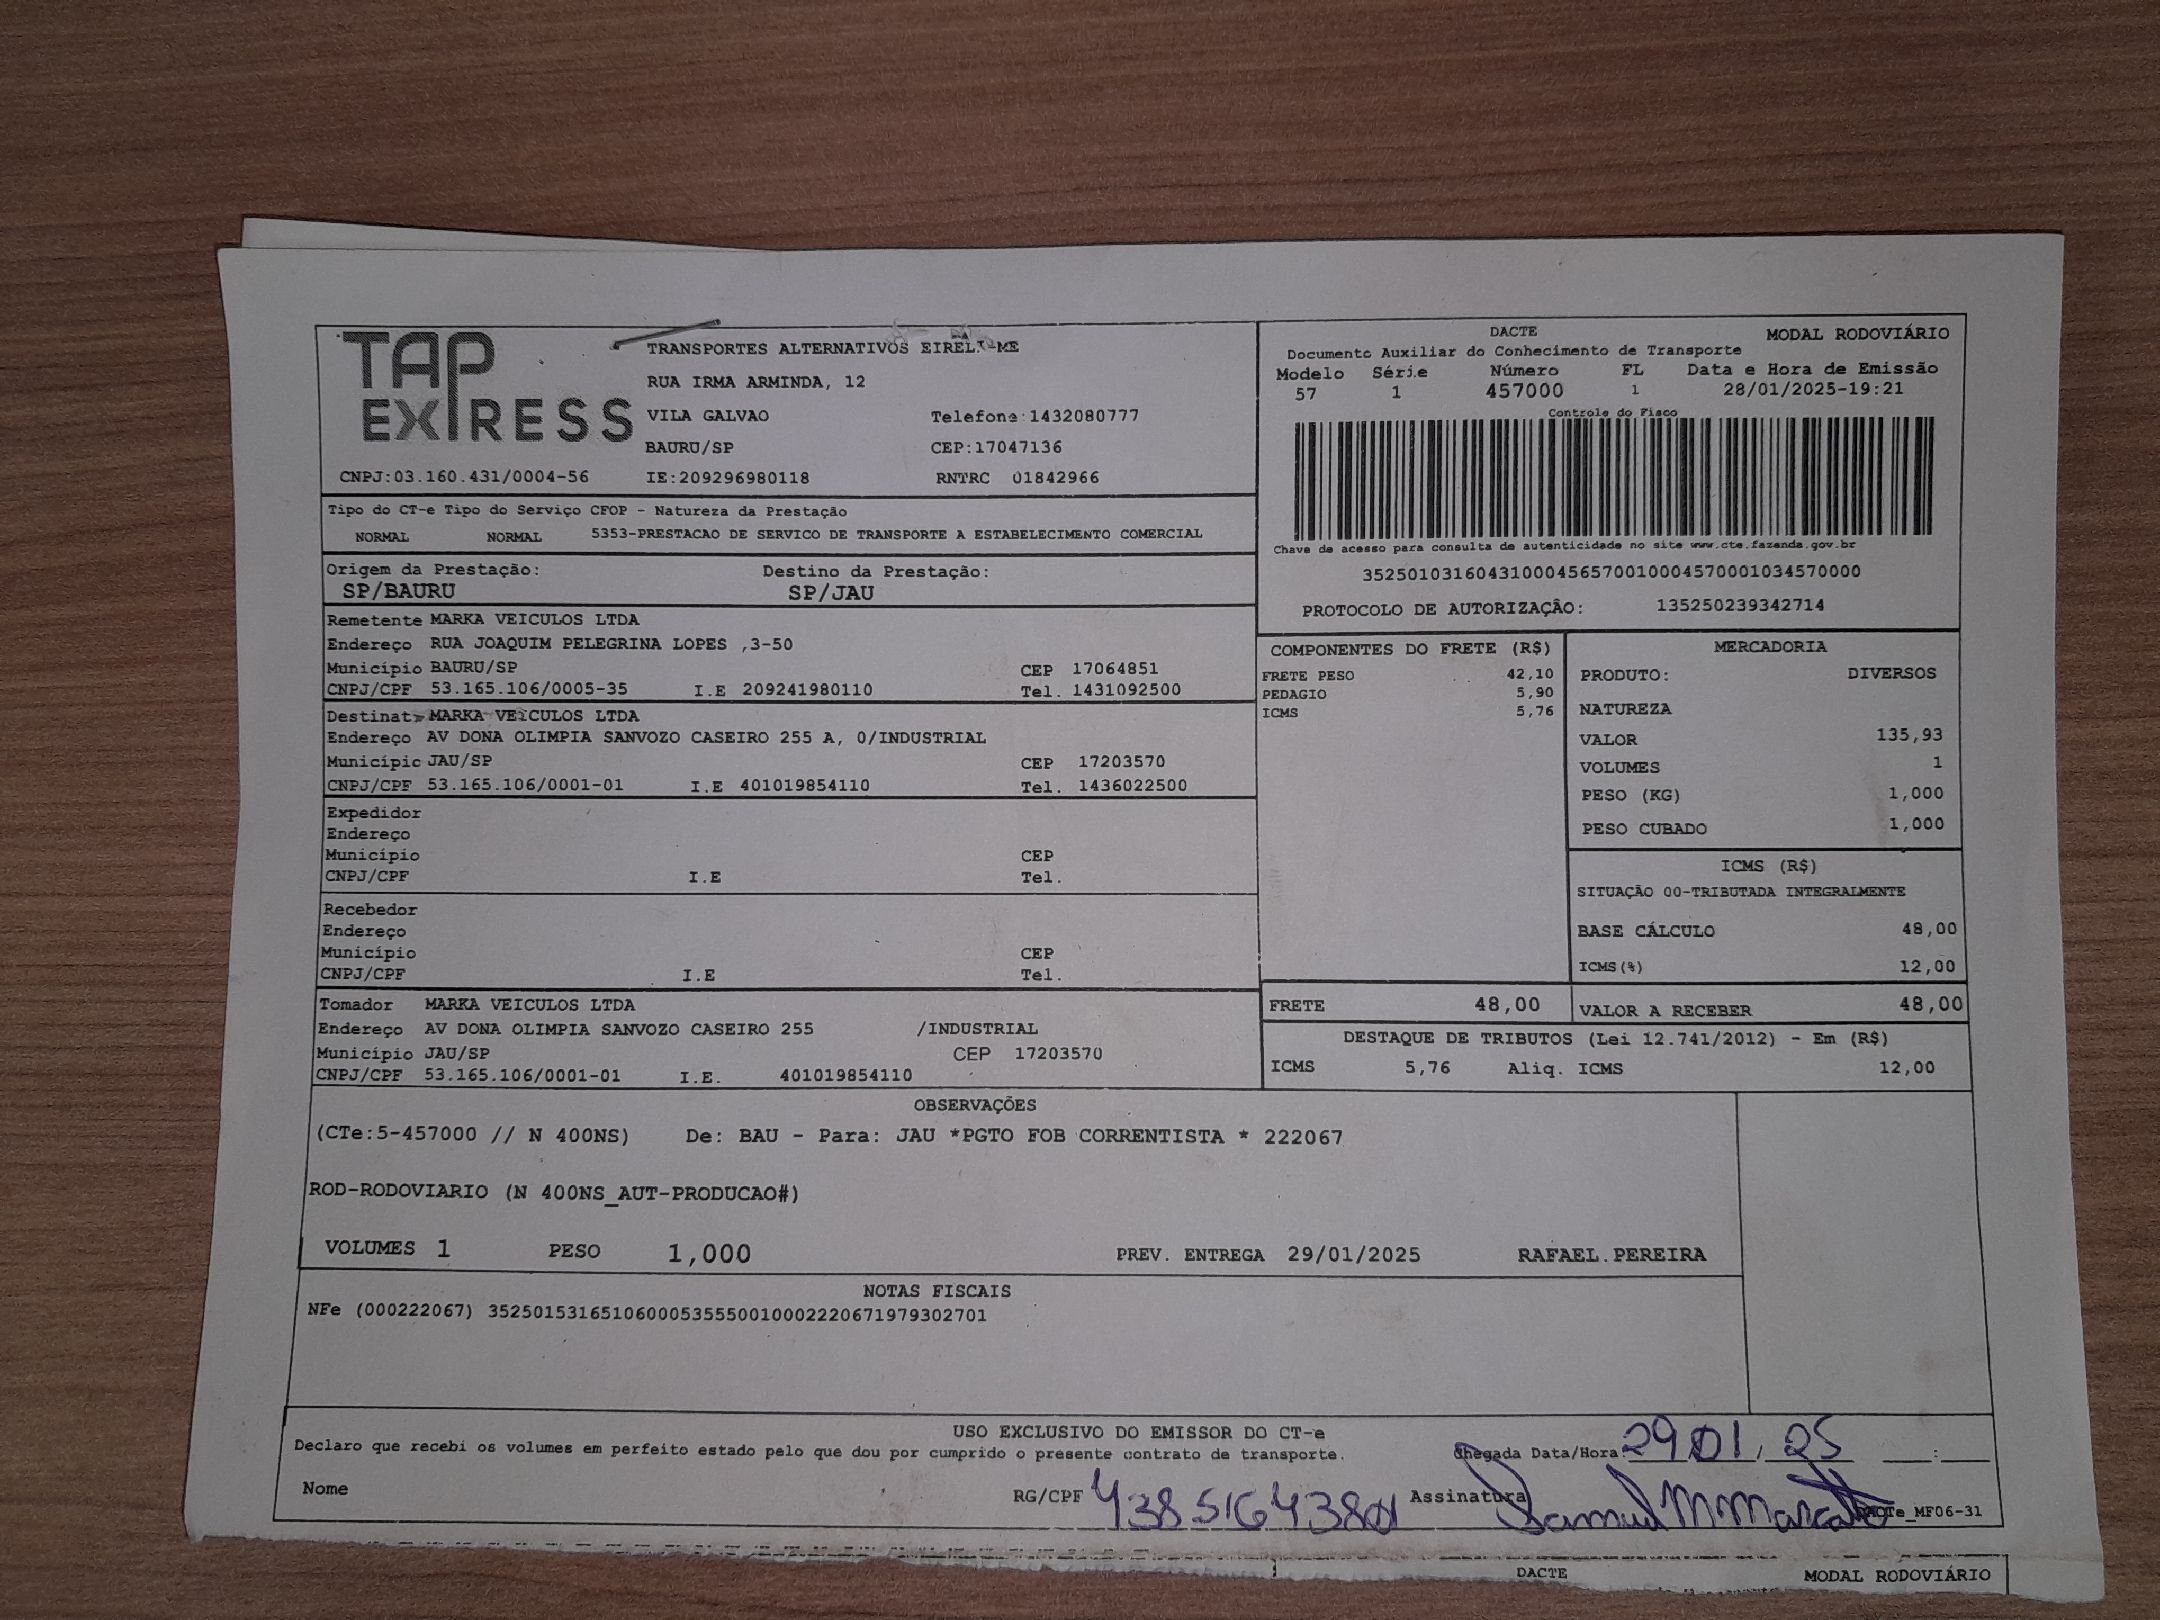 TAP EXPRESS
TRANSPORTES ALTERNATIVOS EIRELI-ME
RUA IRMA ARMINDA, 12
VILA GALVAO Telefone:1432080777
BAURU/SP CEP:17047136
CNPJ:03.160.431/0004-56 IE:209296980118 RNTRC 01842966
DACTE MODAL RODOVIÁRIO
Documento Auxiliar do Conhecimento de Transporte
Modelo Série Número FL Data e Hora de Emissão
57 1 457000 1 28/01/2025-19:21
Controle do Fisco
Chave de acesso para consulta de autenticidade no site www.cte.fazenda.gov.br
35250103160431000456570010004570001034570000
PROTOCOLO DE AUTORIZAÇÃO: 135250239342714
Tipo do CT-e Tipo do Serviço CFOP - Natureza da Prestação
NORMAL NORMAL 5353-PRESTACAO DE SERVICO DE TRANSPORTE A ESTABELECIMENTO COMERCIAL
Origem da Prestação: Destino da Prestação:
SP/BAURU SP/JAU
Remetente MARKA VEICULOS LTDA
Endereço RUA JOAQUIM PELEGRINA LOPES ,3-50
Município BAURU/SP CEP 17064851
CNPJ/CPF 53.165.106/0005-35 I.E 209241980110 Tel. 1431092500
Destinat. MARKA VEICULOS LTDA
Endereço AV DONA OLIMPIA SANVOZO CASEIRO 255 A, 0/INDUSTRIAL
Município JAU/SP CEP 17203570
CNPJ/CPF 53.165.106/0001-01 I.E 401019854110 Tel. 1436022500
Expedidor
Endereço
Município CEP
CNPJ/CPF I.E Tel.
Recebedor
Endereço
Município CEP
CNPJ/CPF I.E Tel.
Tomador MARKA VEICULOS LTDA
Endereço AV DONA OLIMPIA SANVOZO CASEIRO 255 /INDUSTRIAL
Município JAU/SP CEP 17203570
CNPJ/CPF 53.165.106/0001-01 I.E. 401019854110
COMPONENTES DO FRETE (R$)
FRETE PESO 42,10
PEDAGIO 5,90
ICMS 5,76
MERCADORIA
PRODUTO: DIVERSOS
NATUREZA
VALOR 135,93
VOLUMES 1
PESO (KG) 1,000
PESO CUBADO 1,000
ICMS (R$)
SITUAÇÃO 00-TRIBUTADA INTEGRALMENTE
BASE CÁLCULO 48,00
ICMS(%) 12,00
FRETE 48,00 VALOR A RECEBER 48,00
DESTAQUE DE TRIBUTOS (Lei 12.741/2012) - Em (R$)
ICMS 5,76 Aliq. ICMS 12,00
OBSERVAÇÕES
(CTe:5-457000 // N 400NS) De: BAU - Para: JAU *PGTO FOB CORRENTISTA * 222067
ROD-RODOVIARIO (N 400NS_AUT-PRODUCAO#)
VOLUMES 1 PESO 1,000 PREV. ENTREGA 29/01/2025 RAFAEL.PEREIRA
NOTAS FISCAIS
NFe (000222067) 35250153165106000535550010002220671979302701
USO EXCLUSIVO DO EMISSOR DO CT-e
Declaro que recebi os volumes em perfeito estado pelo que dou por cumprido o presente contrato de transporte. Chegada Data/Hora: 29 01 25 :
Nome RG/CPF 43851643801 Assinatura Samuel M. Marcato DACTe_MF06-31
DACTE MODAL RODOVIÁRIO